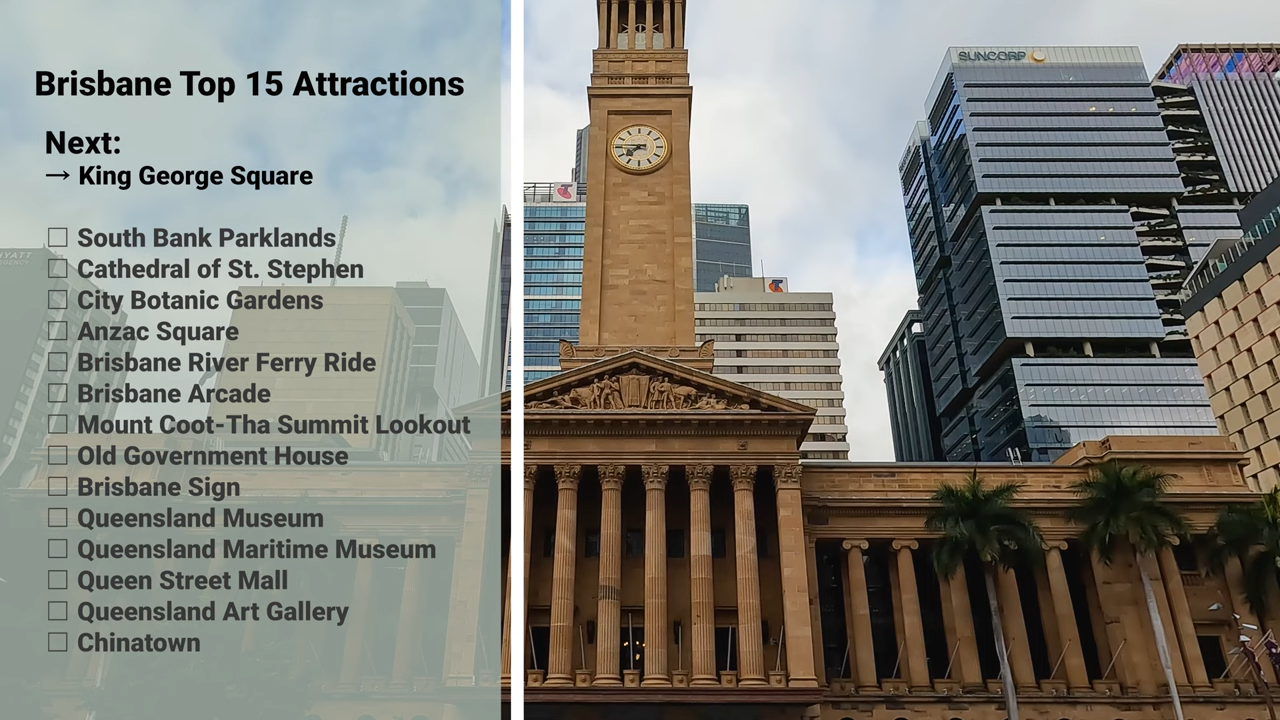 Brisbane Top 15 Attractions
Next:
→ King George Square
☐ South Bank Parklands
☐ Cathedral of St. Stephen
☐ City Botanic Gardens
☐ Anzac Square
☐ Brisbane River Ferry Ride
☐ Brisbane Arcade
☐ Mount Coot-Tha Summit Lookout
☐ Old Government House
☐ Brisbane Sign
☐ Queensland Museum
☐ Queensland Maritime Museum
☐ Queen Street Mall
☐ Queensland Art Gallery
☐ Chinatown
SUNCORP